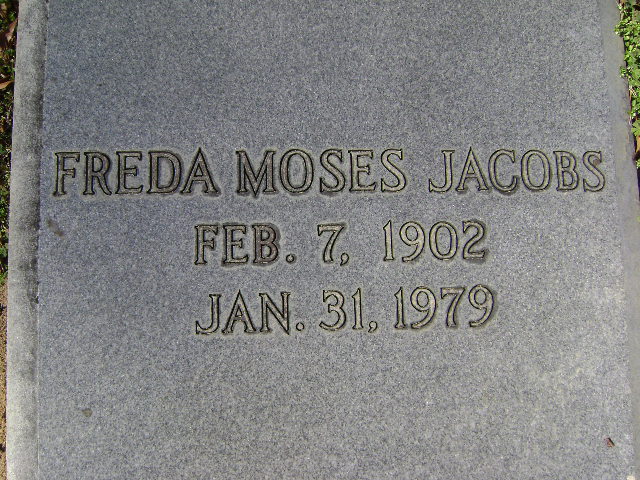 FREDA MOSES JACOBS
FEB. 7, 1902
JAN. 31, 1979